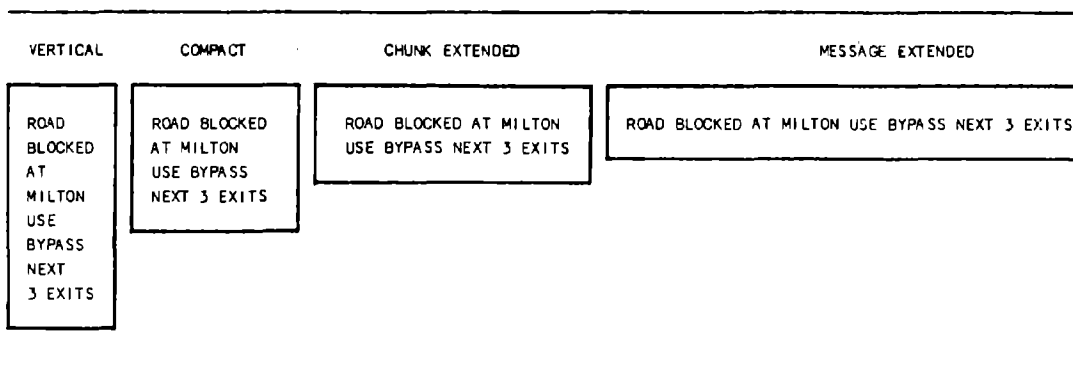 VERTICAL
COMPACT
CHUNK EXTENDED
MESSAGE EXTENDED
ROAD
BLOCKED
AT
MILTON
USE
BYPASS
NEXT
3 EXITS
ROAD BLOCKED
AT MILTON
USE BYPASS
NEXT 3 EXITS
ROAD BLOCKED AT MILTON
USE BYPASS NEXT 3 EXITS
ROAD BLOCKED AT MILTON USE BYPASS NEXT 3 EXITS